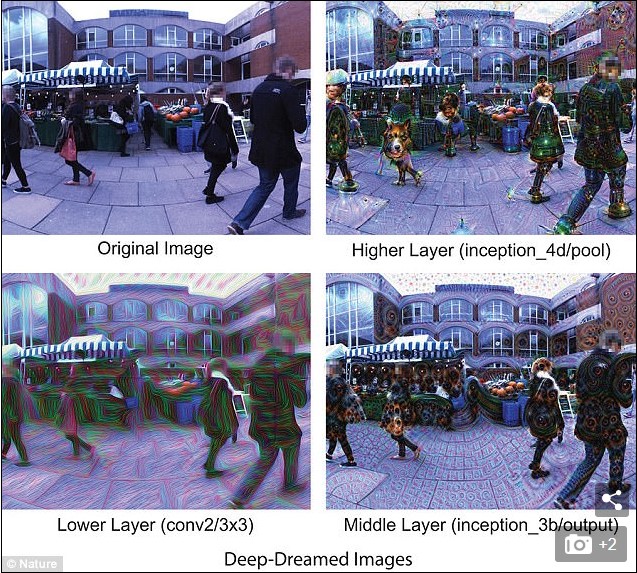 Original Image
Higher Layer (inception_4d/pool)
Lower Layer (conv2/3x3)
Middle Layer (inception_3b/output)
Deep-Dreamed Images
© Nature
+2